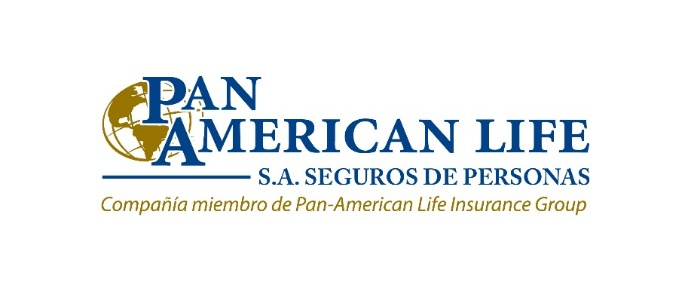 PAN
AMERICAN LIFE
S.A. SEGUROS DE PERSONAS
Compañía miembro de Pan-American Life Insurance Group